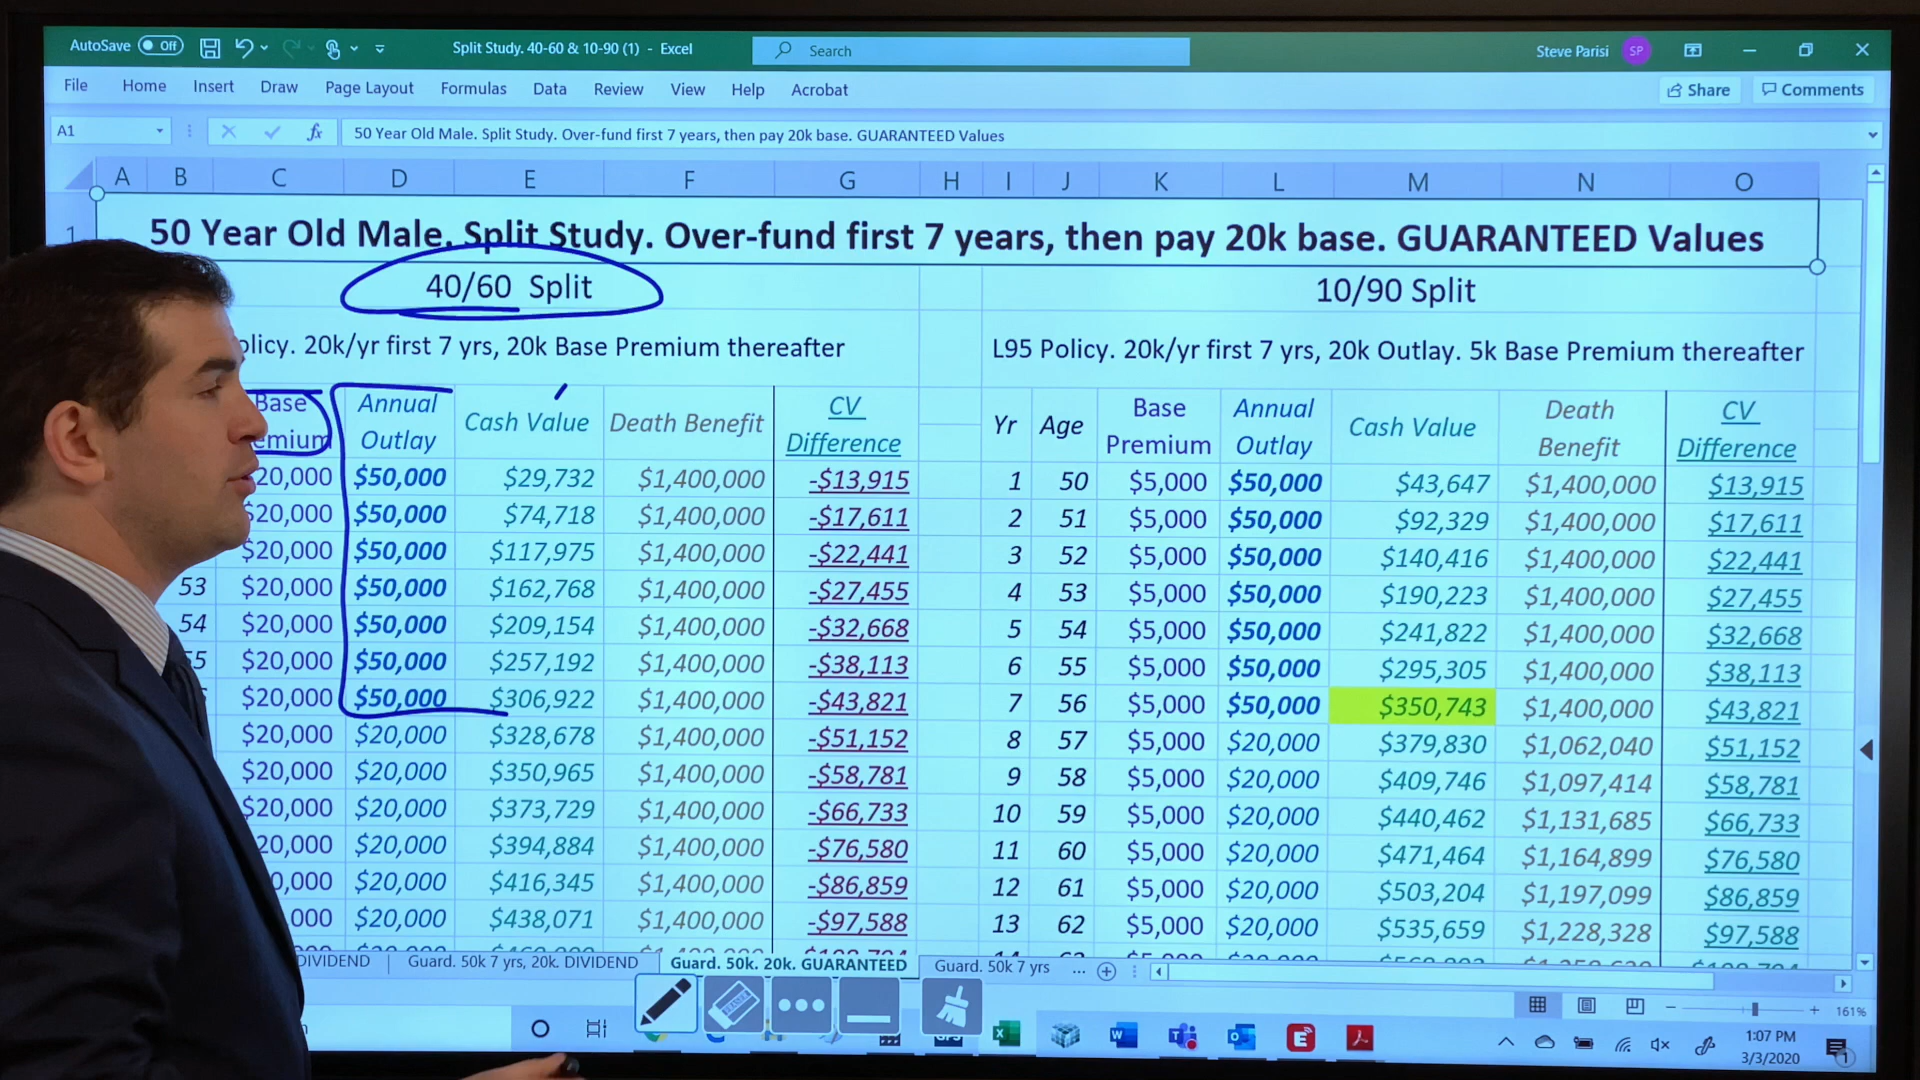 AutoSave Off Split Study. 40-60 & 10-90 (1) - Excel Search Steve Parisi SP
File Home Insert Draw Page Layout Formulas Data Review View Help Acrobat Share Comments
A1 fx 50 Year Old Male. Split Study. Over-fund first 7 years, then pay 20k base. GUARANTEED Values
A B C D E F G H I J K L M N O
1 50 Year Old Male. Split Study. Over-fund first 7 years, then pay 20k base. GUARANTEED Values
40/60 Split 10/90 Split
20k/yr first 7 yrs, 20k Base Premium thereafter L95 Policy. 20k/yr first 7 yrs, 20k Outlay. 5k Base Premium thereafter
Base Annual Outlay Cash Value Death Benefit CV Difference Yr Age Base Premium Annual Outlay Cash Value Death Benefit CV Difference
20,000 $50,000 $29,732 $1,400,000 -$13,915 1 50 $5,000 $50,000 $43,647 $1,400,000 $13,915
$20,000 $50,000 $74,718 $1,400,000 -$17,611 2 51 $5,000 $50,000 $92,329 $1,400,000 $17,611
$20,000 $50,000 $117,975 $1,400,000 -$22,441 3 52 $5,000 $50,000 $140,416 $1,400,000 $22,441
53 $20,000 $50,000 $162,768 $1,400,000 -$27,455 4 53 $5,000 $50,000 $190,223 $1,400,000 $27,455
54 $20,000 $50,000 $209,154 $1,400,000 -$32,668 5 54 $5,000 $50,000 $241,822 $1,400,000 $32,668
$20,000 $50,000 $257,192 $1,400,000 -$38,113 6 55 $5,000 $50,000 $295,305 $1,400,000 $38,113
$20,000 $50,000 $306,922 $1,400,000 -$43,821 7 56 $5,000 $50,000 $350,743 $1,400,000 $43,821
$20,000 $20,000 $328,678 $1,400,000 -$51,152 8 57 $5,000 $20,000 $379,830 $1,062,040 $51,152
$20,000 $20,000 $350,965 $1,400,000 -$58,781 9 58 $5,000 $20,000 $409,746 $1,097,414 $58,781
$20,000 $20,000 $373,729 $1,400,000 -$66,733 10 59 $5,000 $20,000 $440,462 $1,131,685 $66,733
20,000 $20,000 $394,884 $1,400,000 -$76,580 11 60 $5,000 $20,000 $471,464 $1,164,899 $76,580
0,000 $20,000 $416,345 $1,400,000 -$86,859 12 61 $5,000 $20,000 $503,204 $1,197,099 $86,859
000 $20,000 $438,071 $1,400,000 -$97,588 13 62 $5,000 $20,000 $535,659 $1,228,328 $97,588
DIVIDEND Guard. 50k 7 yrs, 20k. DIVIDEND Guard. 50k. 20k. GUARANTEED Guard. 50k 7 yrs ...
161%
1:07 PM
3/3/2020